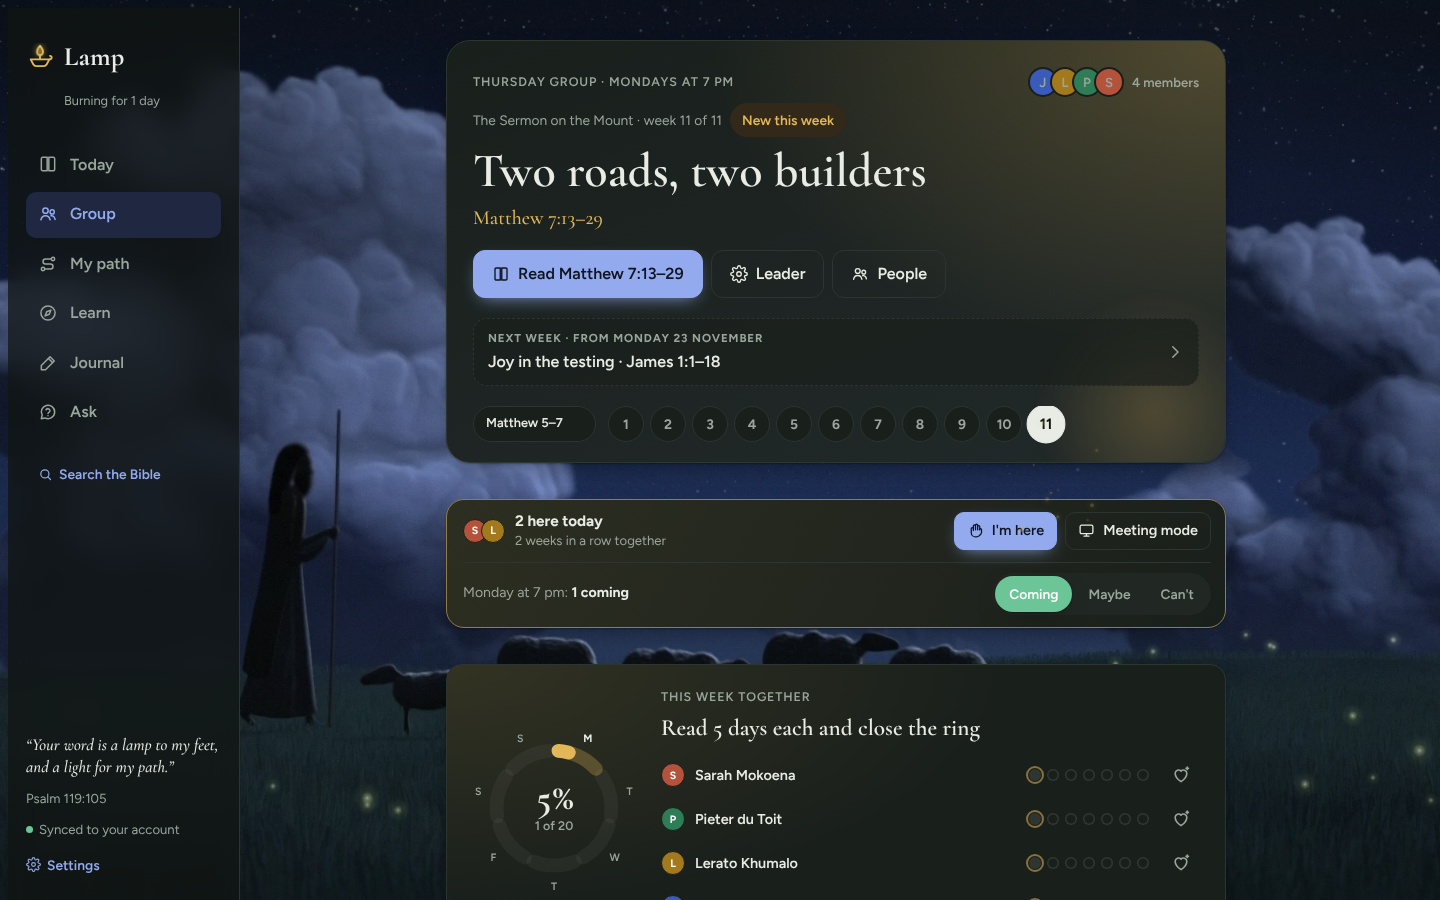 Lamp
Burning for 1 day
Today
Group
My path
Learn
Journal
Ask
Search the Bible
“Your word is a lamp to my feet,
and a light for my path.”
Psalm 119:105
Synced to your account
Settings
THURSDAY GROUP · MONDAYS AT 7 PM
J L P S 4 members
The Sermon on the Mount · week 11 of 11 New this week
Two roads, two builders
Matthew 7:13–29
Read Matthew 7:13–29 Leader People
NEXT WEEK · FROM MONDAY 23 NOVEMBER
Joy in the testing · James 1:1–18
Matthew 5–7 1 2 3 4 5 6 7 8 9 10 11
S L 2 here today
2 weeks in a row together
I'm here Meeting mode
Monday at 7 pm: 1 coming
Coming Maybe Can't
THIS WEEK TOGETHER
Read 5 days each and close the ring
M T W T F S S
5%
1 of 20
S Sarah Mokoena
P Pieter du Toit
L Lerato Khumalo